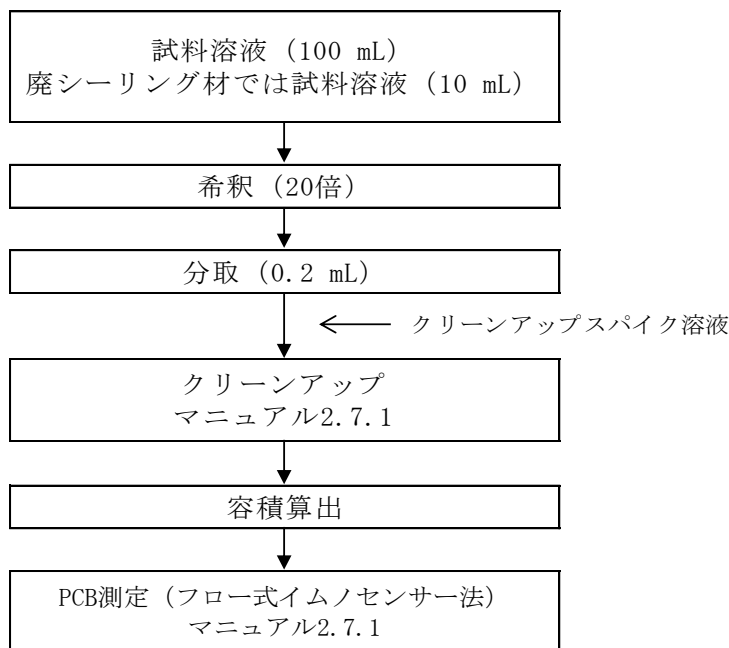 試料溶液（100 mL）
廃シーリング材では試料溶液（10 mL）
希釈（20倍）
分取（0.2 mL）
クリーンアップスパイク溶液
クリーンアップ
マニュアル2.7.1
容積算出
PCB測定（フロー式イムノセンサー法）
マニュアル2.7.1